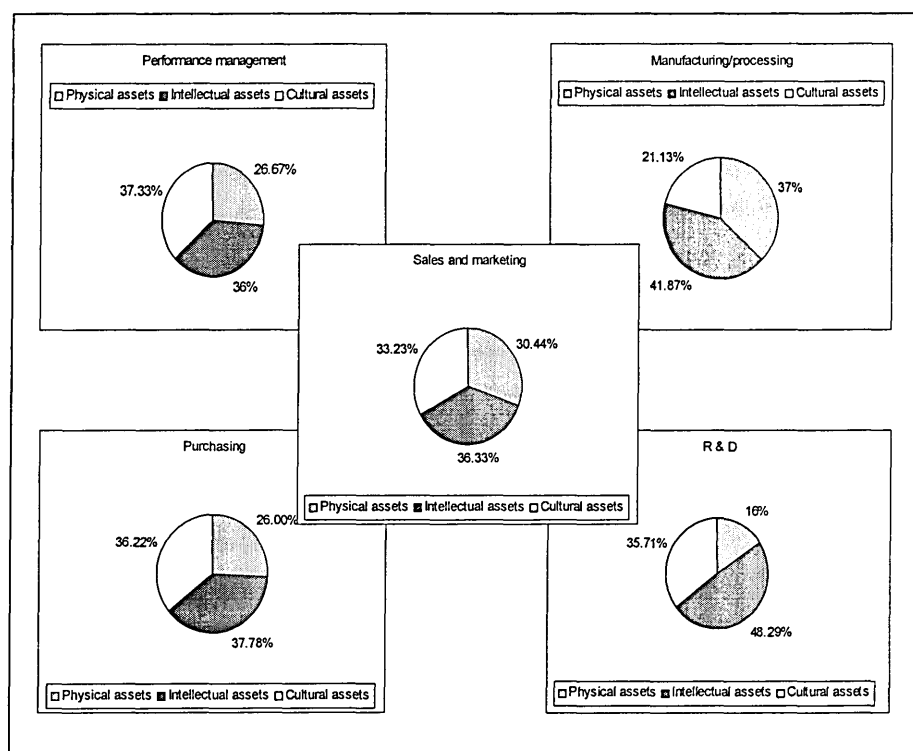 Performance management
Physical assets Intellectual assets Cultural assets
26.67%
37.33%
36%
Manufacturing/processing
Physical assets Intellectual assets Cultural assets
21.13%
37%
41.87%
Sales and marketing
33.23%
30.44%
36.33%
Physical assets Intellectual assets Cultural assets
Purchasing
36.22%
26.00%
37.78%
Physical assets Intellectual assets Cultural assets
R & D
16%
35.71%
48.29%
Physical assets Intellectual assets Cultural assets